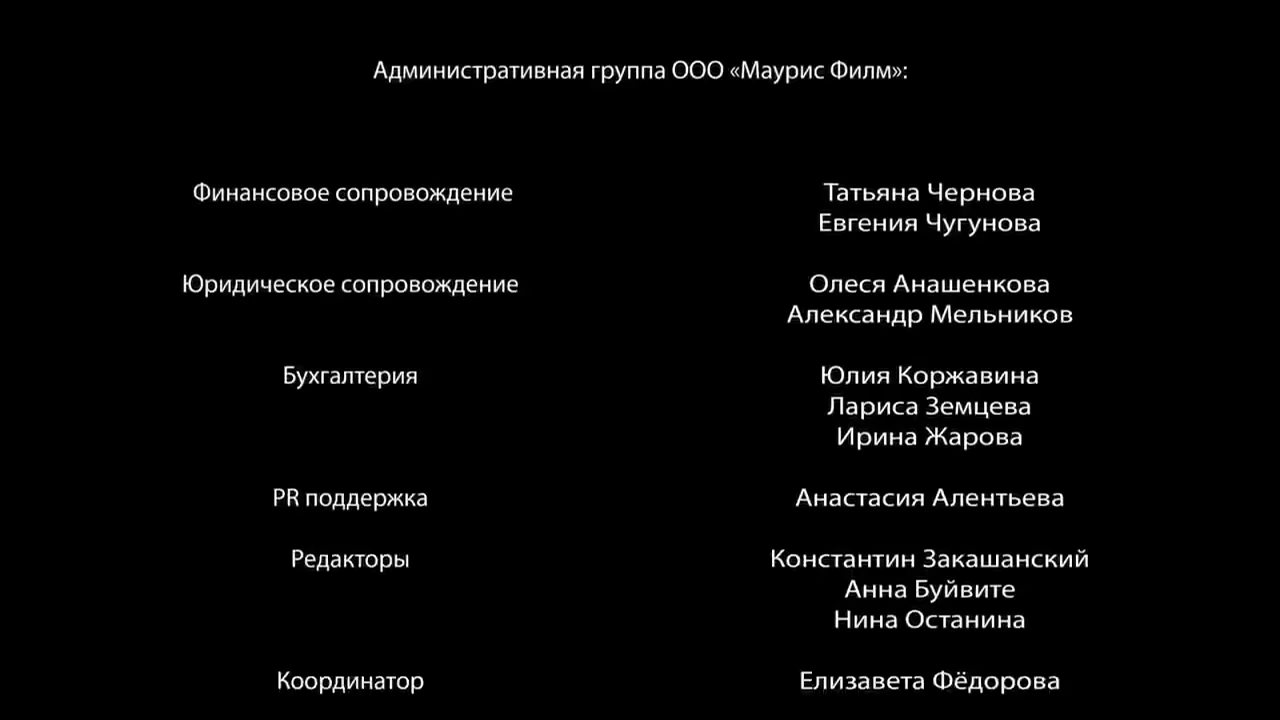 Административная группа ООО «Маурис Филм»:
Финансовое сопровождение Татьяна Чернова
Евгения Чугунова
Юридическое сопровождение Олеся Анашенкова
Александр Мельников
Бухгалтерия Юлия Коржавина
Лариса Земцева
Ирина Жарова
PR поддержка Анастасия Алентьева
Редакторы Константин Закашанский
Анна Буйвите
Нина Останина
Координатор Елизавета Фёдорова